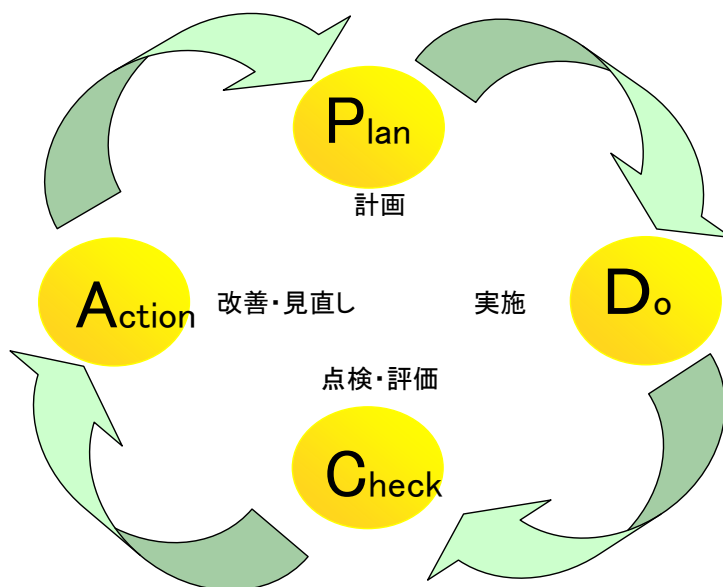 Plan
計画
Action
改善・見直し
実施
Do
点検・評価
Check